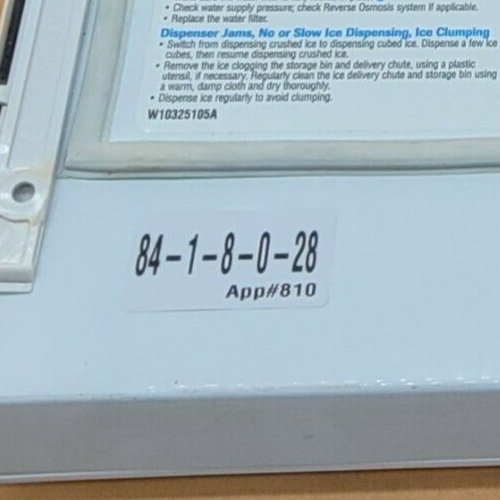 • Check water supply pressure; check Reverse Osmosis system if applicable.
• Replace the water filter.
Dispenser Jams, No or Slow Ice Dispensing, Ice Clumping
• Switch from dispensing crushed ice to dispensing cubed ice. Dispense a few ice
cubes, then resume dispensing crushed ice.
• Remove the ice clogging the storage bin and delivery chute, using a plastic
utensil, if necessary. Regularly clean the ice delivery chute and storage bin using
a warm, damp cloth and dry thoroughly.
• Dispense ice regularly to avoid clumping.
W10325105A
84-1-8-0-28
App#810